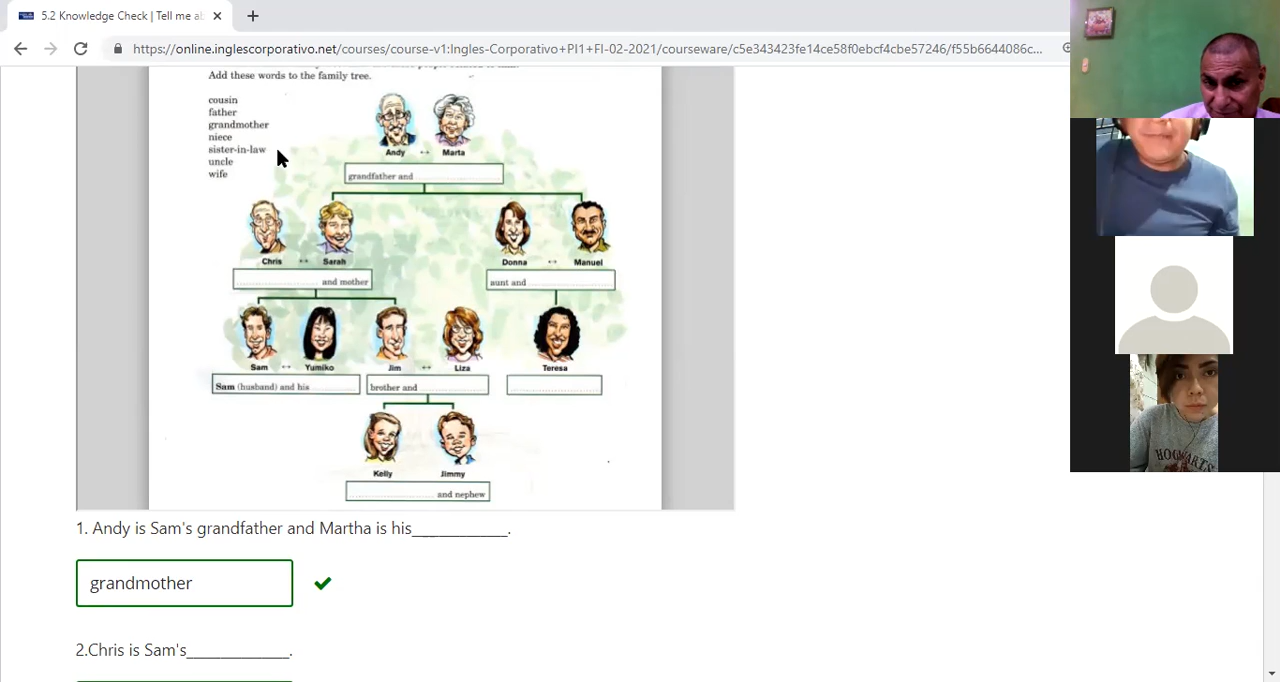 5.2 Knowledge Check | Tell me a
https://online.inglescorporativo.net/courses/course-v1:Ingles-Corporativo+PI1+FI-02-2021/courseware/c5e343423fe14ce58f0ebcf4cbe57246/f55b6644086c...
Add these words to the family tree.
cousin
father
grandmother
niece
sister-in-law
uncle
wife
Andy ↔ Marta
grandfather and
Chris ↔ Sarah
Donna ↔ Manuel
and mother
aunt and
Sam ↔ Yumiko
Jim ↔ Liza
Teresa
Sam (husband) and his
brother and
Kelly
Jimmy
and nephew
1. Andy is Sam's grandfather and Martha is his____________.
grandmother
2.Chris is Sam's_____________.
HOGWARTS